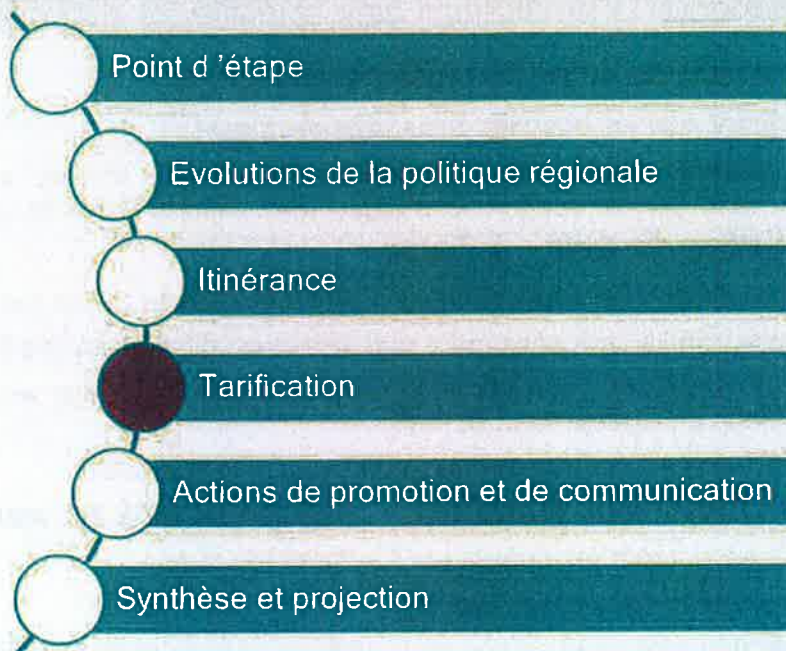 Point d 'étape
Evolutions de la politique régionale
Itinérance
Tarification
Actions de promotion et de communication
Synthèse et projection